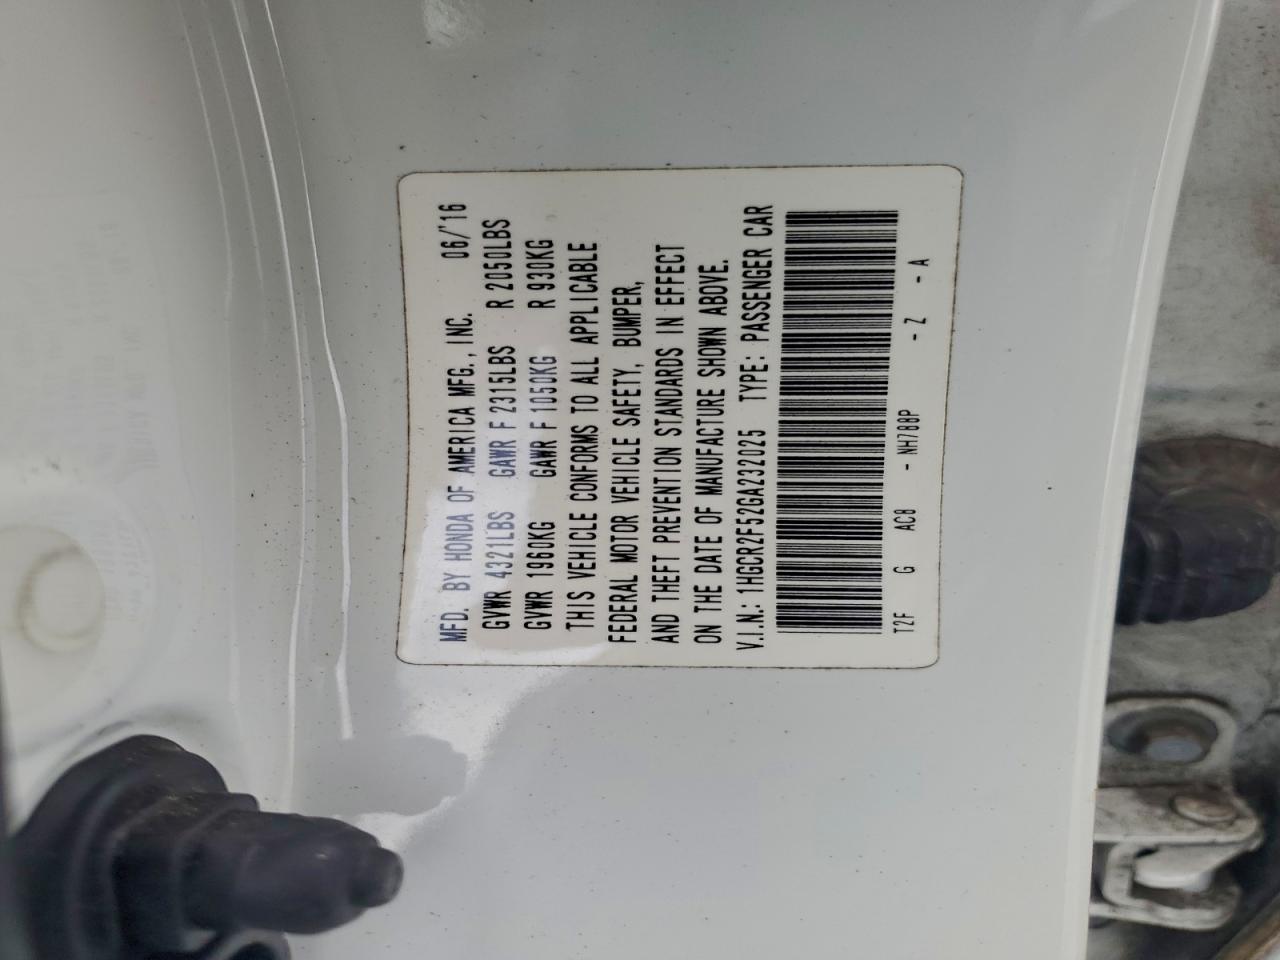 MFD. BY HONDA OF AMERICA MFG., INC. 06/'16
GVWR 4321LBS GAWR F 2315LBS R 2050LBS
GVWR 1960KG GAWR F 1050KG R 930KG
THIS VEHICLE CONFORMS TO ALL APPLICABLE
FEDERAL MOTOR VEHICLE SAFETY, BUMPER,
AND THEFT PREVENTION STANDARDS IN EFFECT
ON THE DATE OF MANUFACTURE SHOWN ABOVE.
V.I.N.: 1HGCR2F52GA232025 TYPE: PASSENGER CAR
T2F G AC8 - NH788P - Z - A